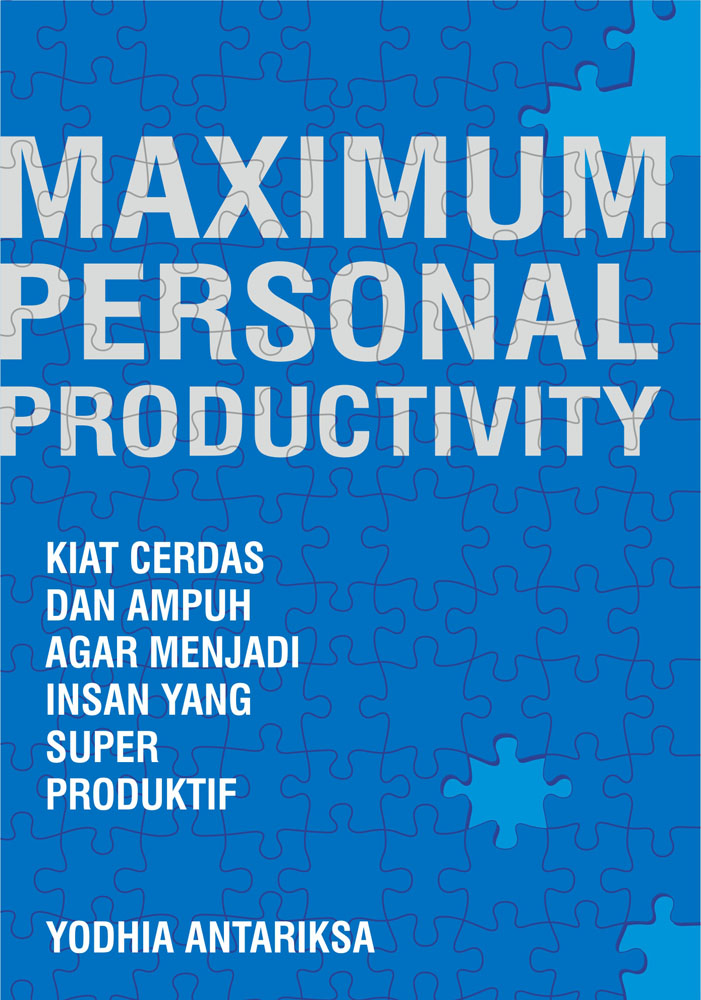 MAXIMUM
PERSONAL
PRODUCTIVITY
KIAT CERDAS
DAN AMPUH
AGAR MENJADI
INSAN YANG
SUPER
PRODUKTIF
YODHIA ANTARIKSA